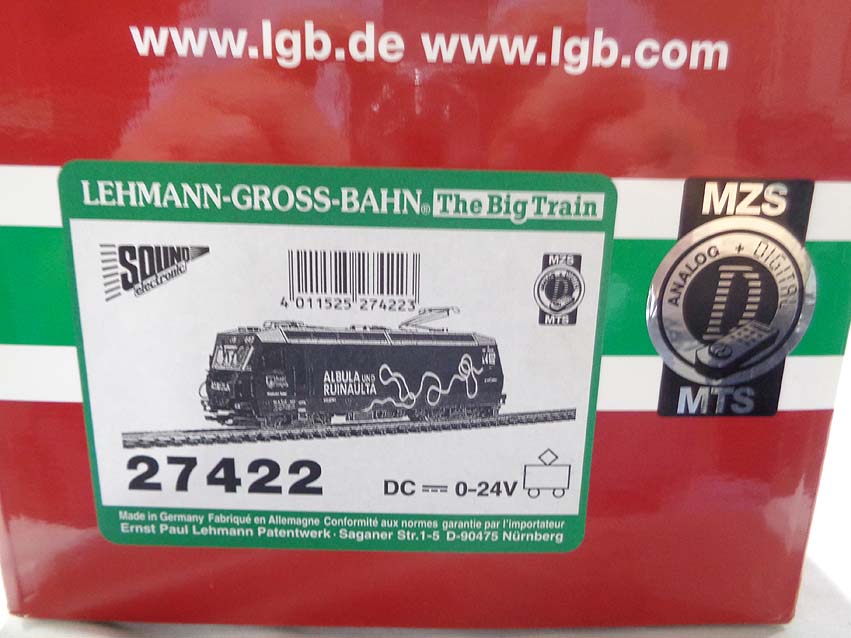 www.lgb.de www.lgb.com
LEHMANN-GROSS-BAHN® The Big Train
SOUND
electronic
4 011525 274223
MZS
MTS
ALBULA UND
RUINAULTA
27422
DC 0-24V
Made in Germany Fabriqué en Allemagne Conformité aux normes garantie par l'importateur
Ernst Paul Lehmann Patentwerk · Saganer Str.1-5 D-90475 Nürnberg
MZS
ANALOG + DIGITAL
MTS